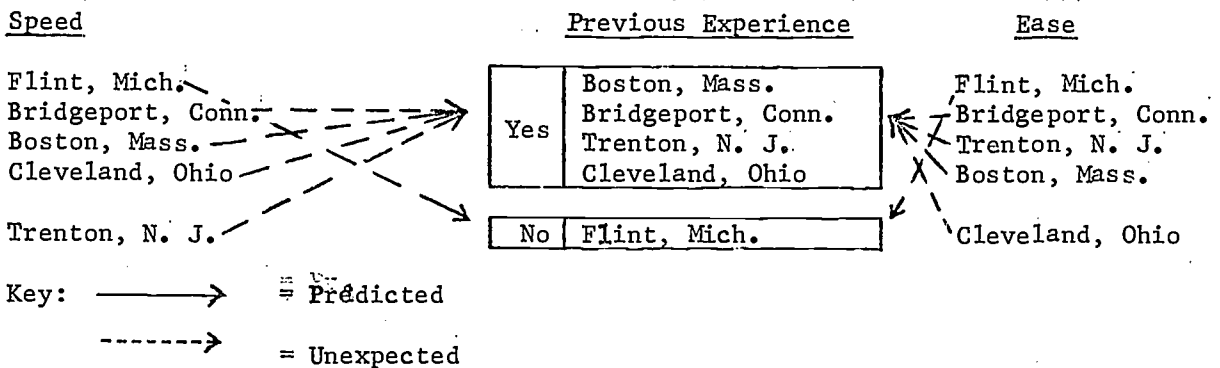 Speed Previous Experience Ease
Flint, Mich. Boston, Mass. Flint, Mich.
Bridgeport, Conn. Bridgeport, Conn. Bridgeport, Conn.
Boston, Mass. Yes Trenton, N. J. Trenton, N. J.
Cleveland, Ohio Cleveland, Ohio Boston, Mass.
Trenton, N. J. No Flint, Mich. Cleveland, Ohio
Key: = Predicted
= Unexpected